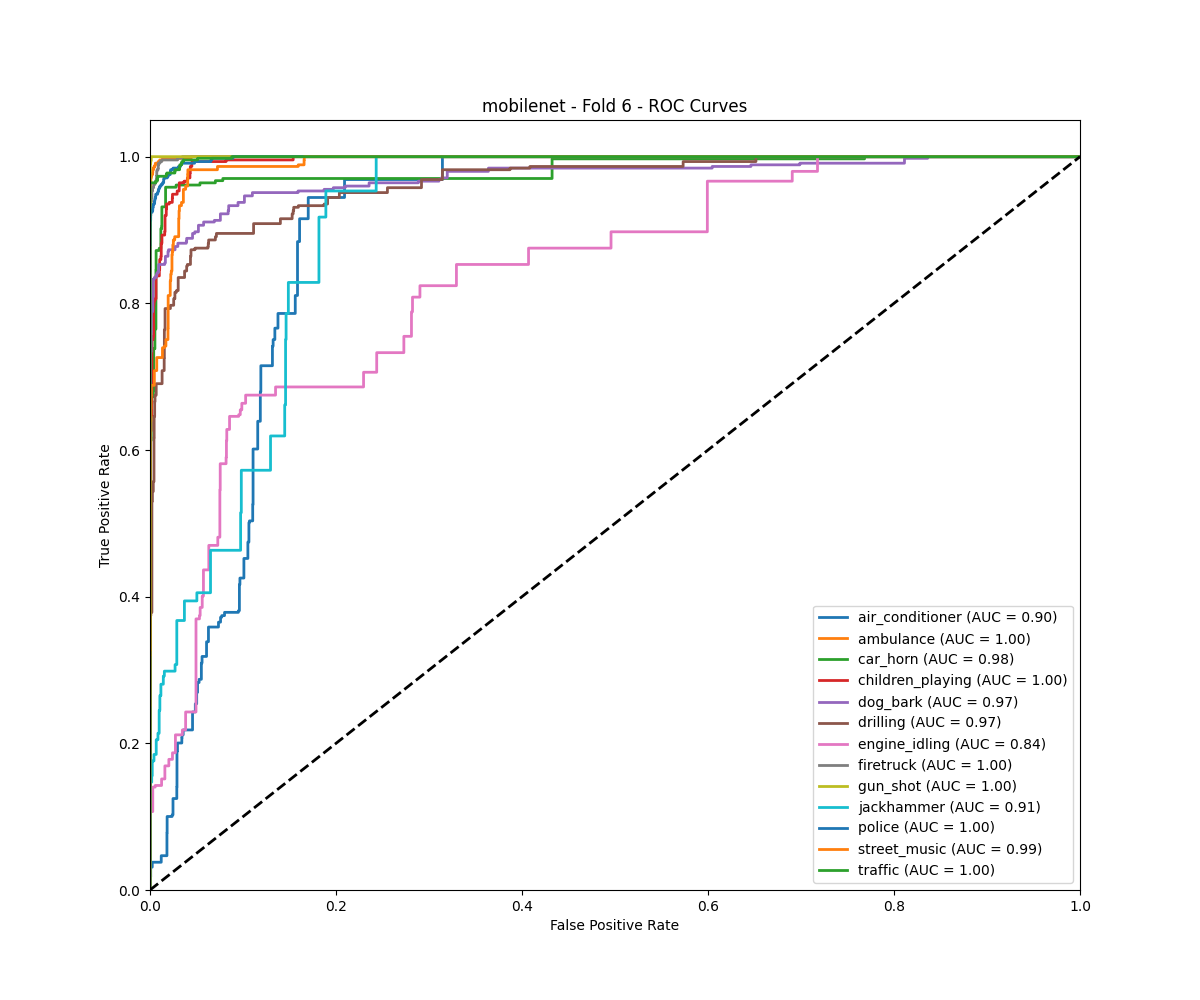 mobilenet - Fold 6 - ROC Curves
True Positive Rate
1.0
0.8
0.6
0.4
0.2
0.0
0.0 0.2 0.4 0.6 0.8 1.0
False Positive Rate
air_conditioner (AUC = 0.90)
ambulance (AUC = 1.00)
car_horn (AUC = 0.98)
children_playing (AUC = 1.00)
dog_bark (AUC = 0.97)
drilling (AUC = 0.97)
engine_idling (AUC = 0.84)
firetruck (AUC = 1.00)
gun_shot (AUC = 1.00)
jackhammer (AUC = 0.91)
police (AUC = 1.00)
street_music (AUC = 0.99)
traffic (AUC = 1.00)